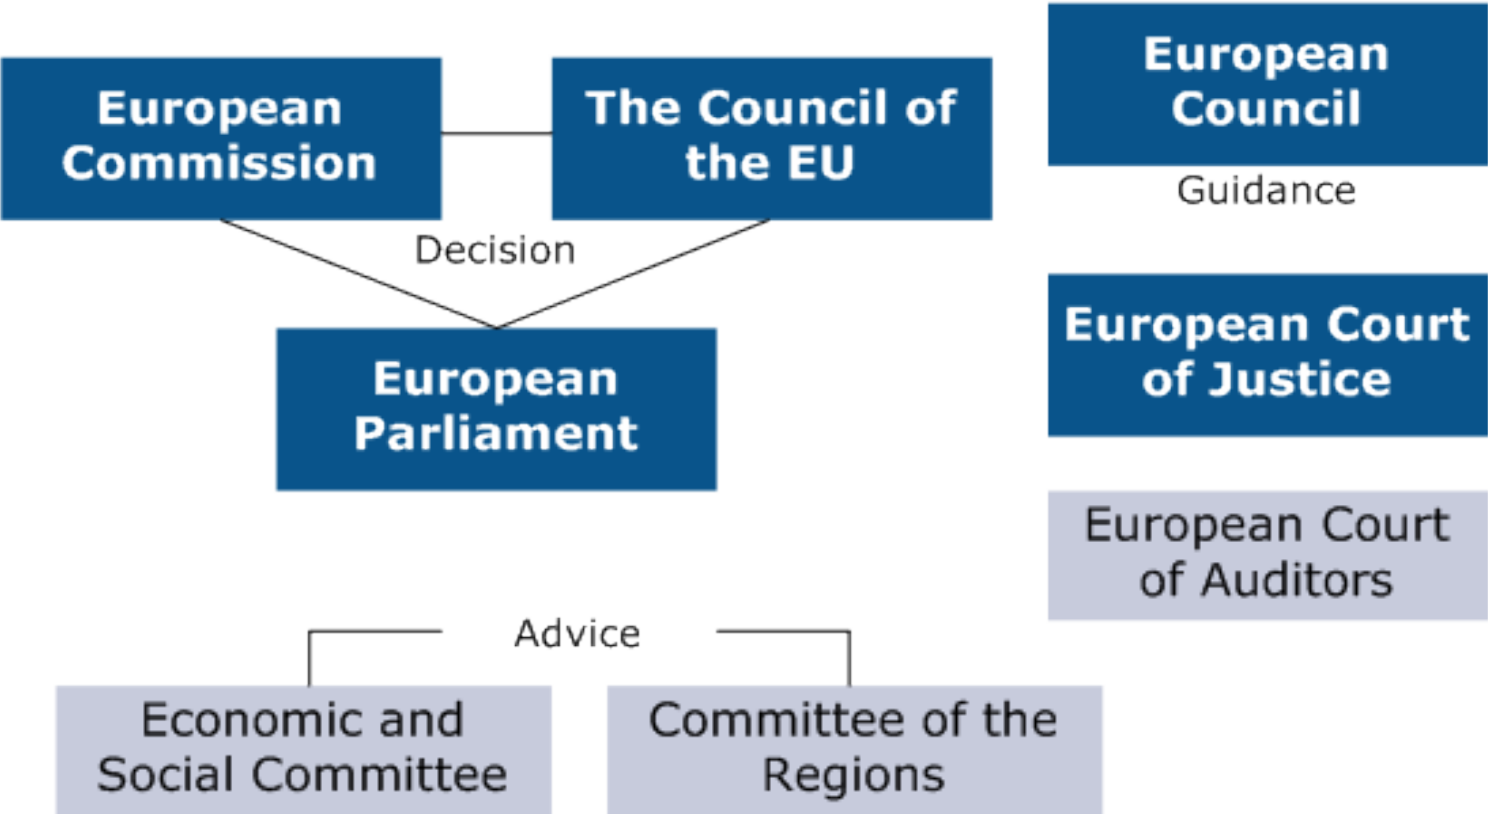 European
Commission
The Council of
the EU
Decision
European
Parliament
European
Council
Guidance
European Court
of Justice
European Court
of Auditors
Advice
Economic and
Social Committee
Committee of the
Regions